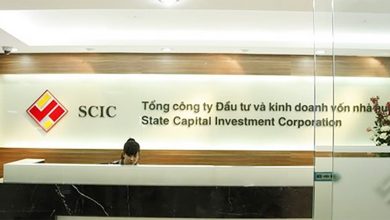 SCIC
Tổng công ty Đầu tư và kinh doanh vốn nhà
State Capital Investment Corporation